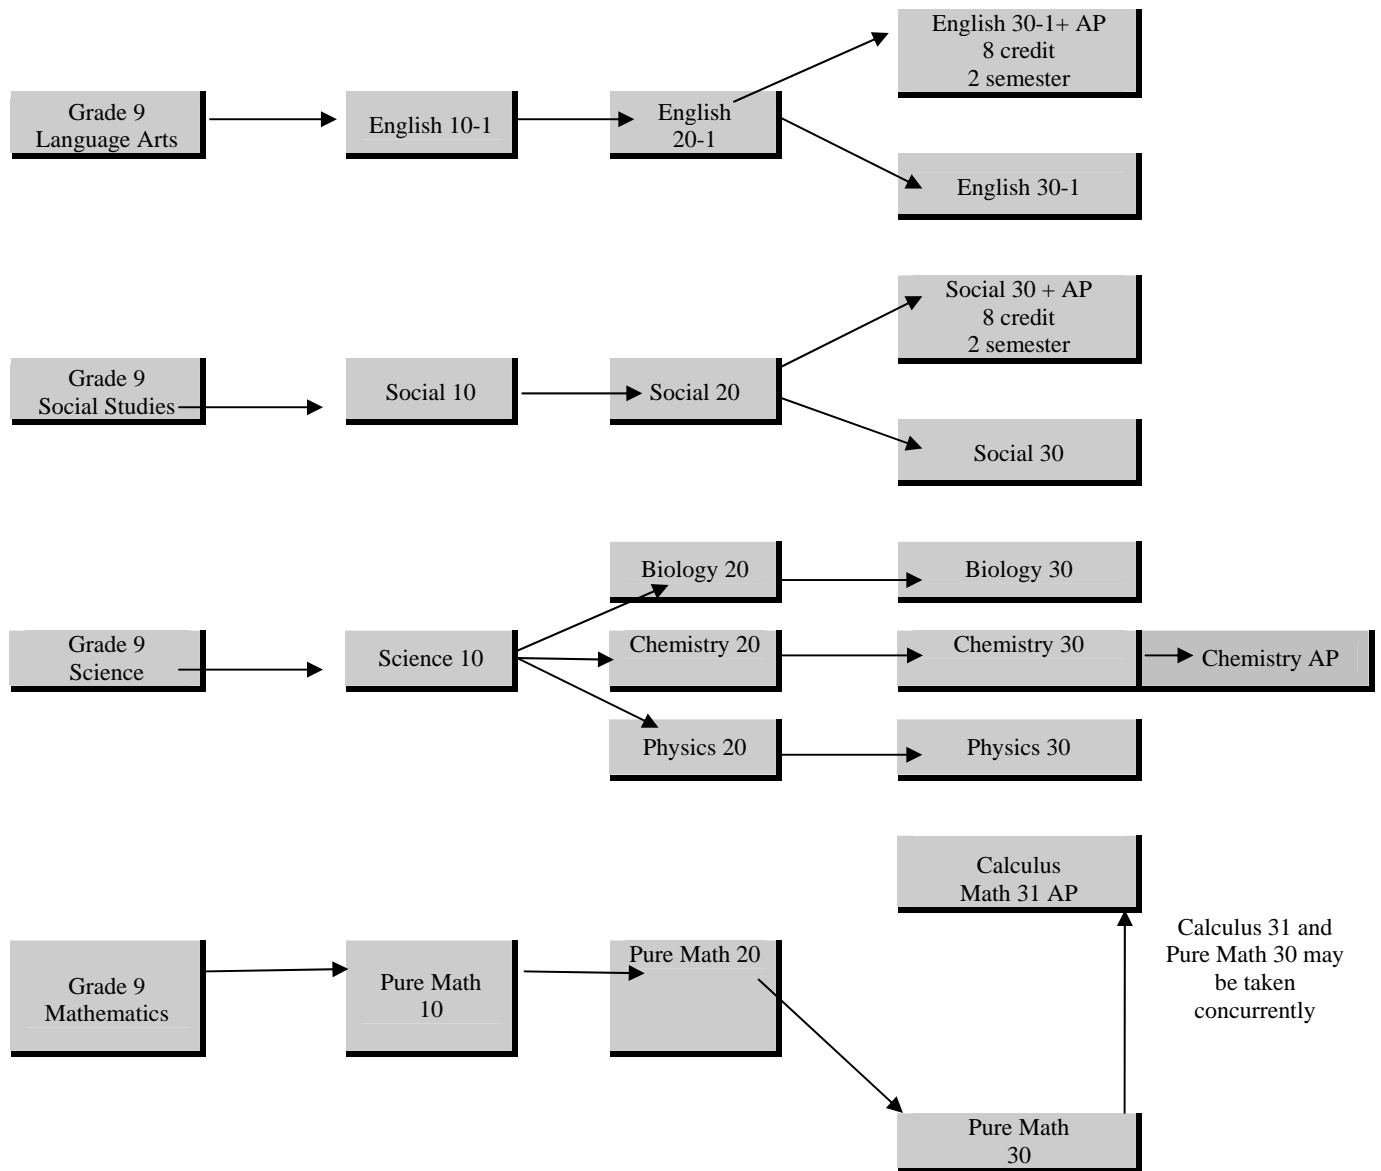 English 30-1+ AP
8 credit
2 semester
Grade 9
Language Arts
English 10-1
English
20-1
English 30-1
Social 30 + AP
8 credit
2 semester
Grade 9
Social Studies
Social 10
Social 20
Social 30
Biology 20
Biology 30
Grade 9
Science
Science 10
Chemistry 20
Chemistry 30
Chemistry AP
Physics 20
Physics 30
Calculus
Math 31 AP
Calculus 31 and
Pure Math 30 may
be taken
concurrently
Grade 9
Mathematics
Pure Math
10
Pure Math 20
Pure Math
30